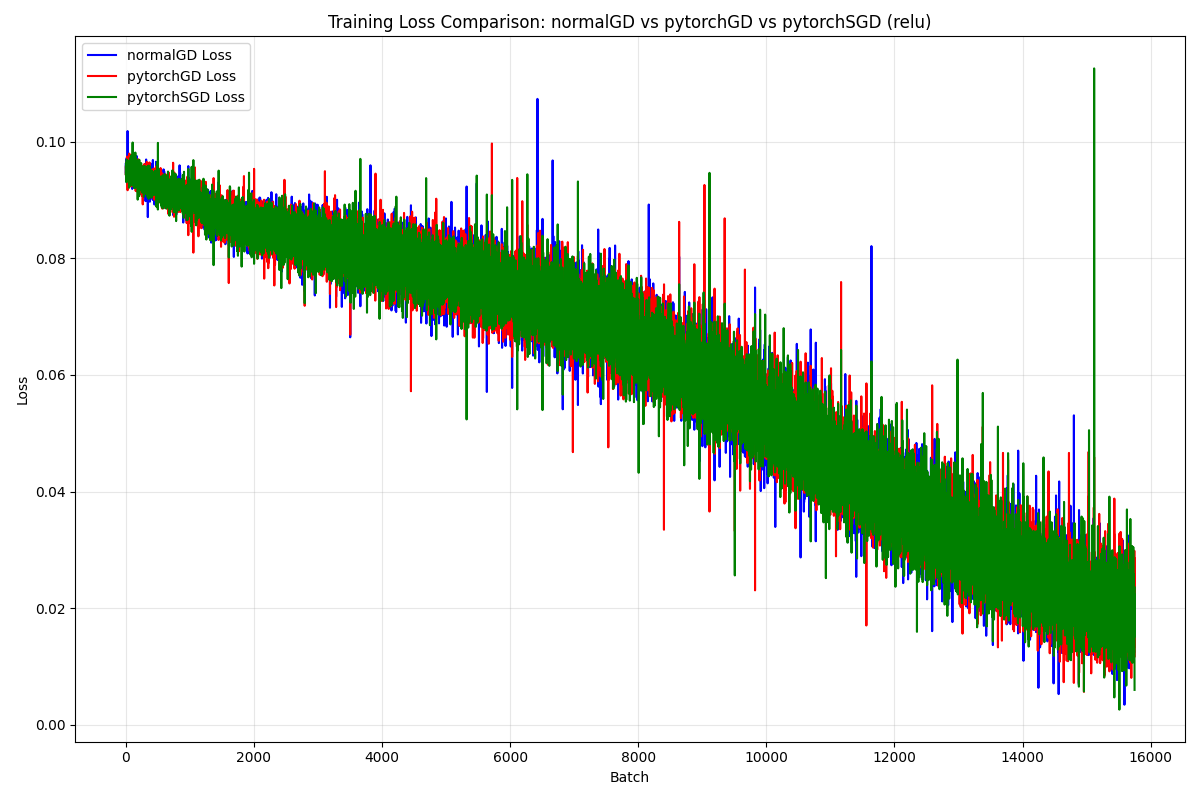 Training Loss Comparison: normalGD vs pytorchGD vs pytorchSGD (relu)
normalGD Loss
pytorchGD Loss
pytorchSGD Loss
Loss
0.10
0.08
0.06
0.04
0.02
0.00
0 2000 4000 6000 8000 10000 12000 14000 16000
Batch